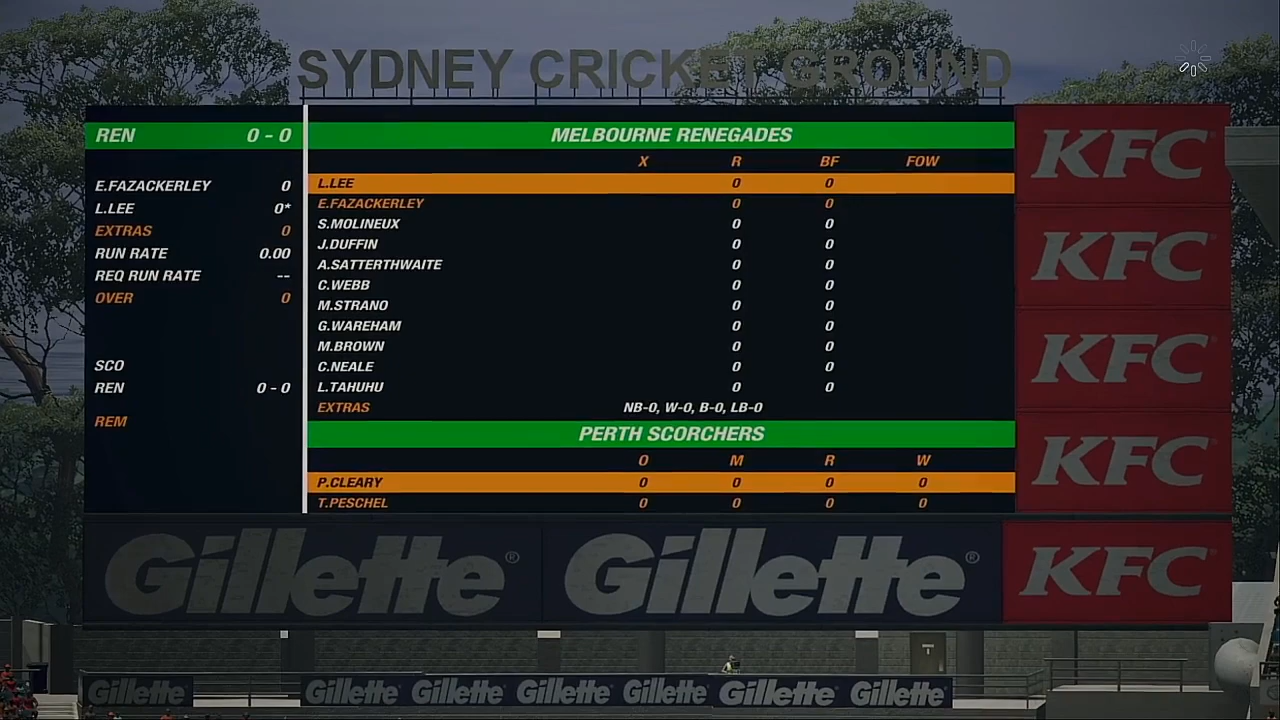 SYDNEY CRICKET GROUND
REN 0 - 0
E.FAZACKERLEY 0
L.LEE 0*
EXTRAS 0
RUN RATE 0.00
REQ RUN RATE --
OVER 0
SCO
REN 0 - 0
REM
MELBOURNE RENEGADES
X R BF FOW
L.LEE 0 0
E.FAZACKERLEY 0 0
S.MOLINEUX 0 0
J.DUFFIN 0 0
A.SATTERTHWAITE 0 0
C.WEBB 0 0
M.STRANO 0 0
G.WAREHAM 0 0
M.BROWN 0 0
C.NEALE 0 0
L.TAHUHU 0 0
EXTRAS NB-0, W-0, B-0, LB-0
PERTH SCORCHERS
O M R W
P.CLEARY 0 0 0 0
T.PESCHEL 0 0 0 0
KFC
KFC
KFC
KFC
Gillette® Gillette® KFC
Gillette Gillette Gillette Gillette Gillette Gillette Gillette